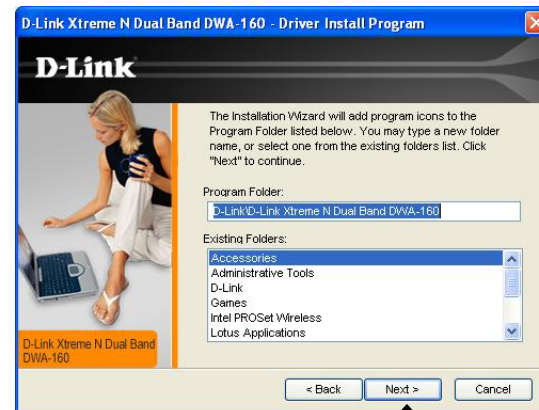 D-Link Xtreme N Dual Band DWA-160 - Driver Install Program
D-Link
The Installation Wizard will add program icons to the
Program Folder listed below. You may type a new folder
name, or select one from the existing folders list. Click
"Next" to continue.
Program Folder:
D-Link\D-Link Xtreme N Dual Band DWA-160
Existing Folders:
Accessories
Administrative Tools
D-Link
Games
Intel PROSet Wireless
Lotus Applications
D-Link Xtreme N Dual Band
DWA-160
< Back
Next >
Cancel